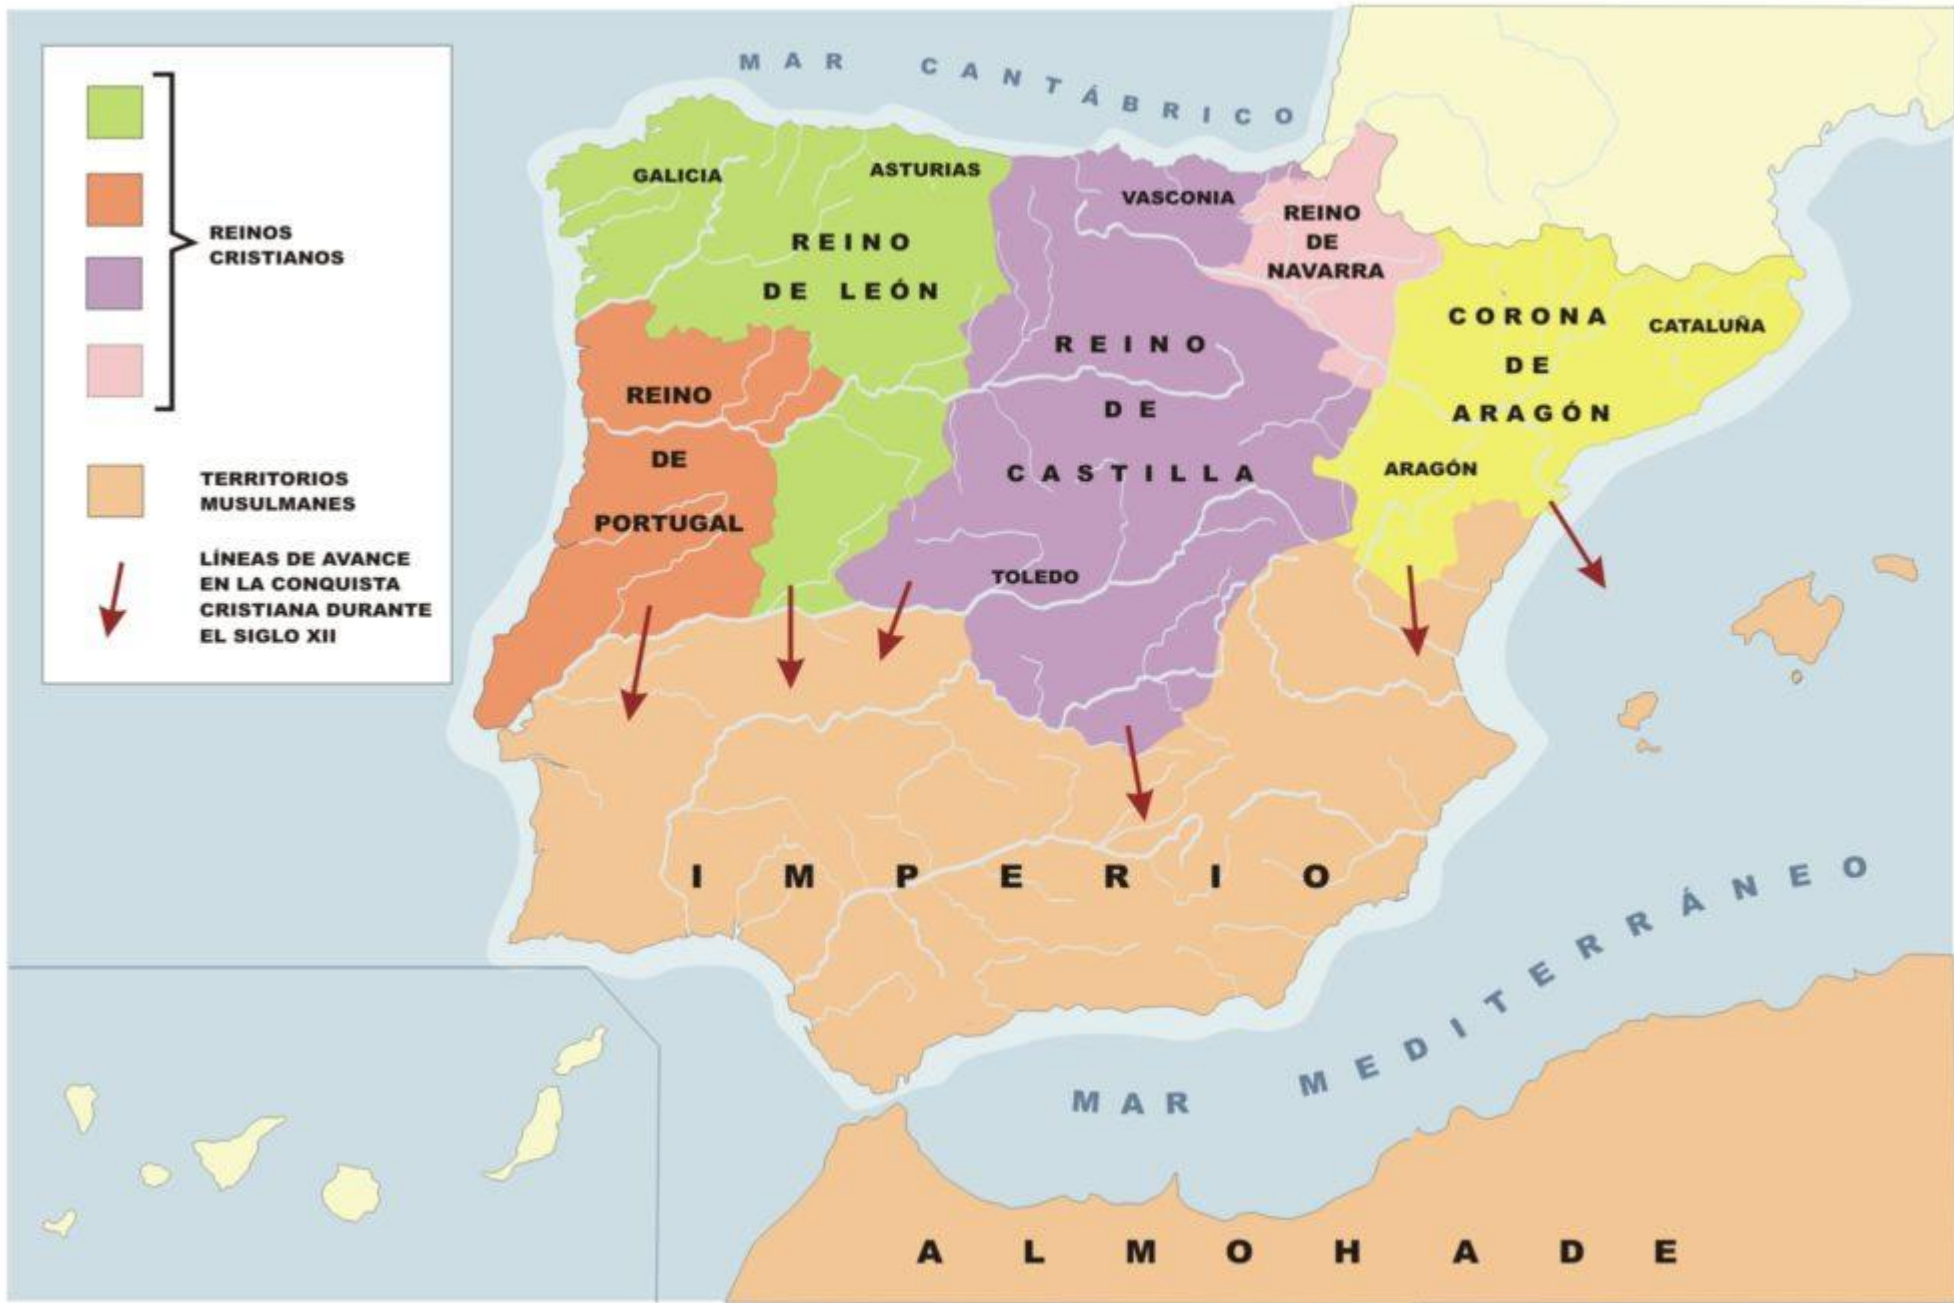 REINOS
CRISTIANOS
TERRITORIOS
MUSULMANES
LÍNEAS DE AVANCE
EN LA CONQUISTA
CRISTIANA DURANTE
EL SIGLO XII
MAR CANTÁBRICO
GALICIA
ASTURIAS
REINO
DE LEÓN
VASCONIA
REINO
DE
NAVARRA
CORONA
DE
ARAGÓN
CATALUÑA
ARAGÓN
REINO
DE
CASTILLA
TOLEDO
REINO
DE
PORTUGAL
IMPERIO
ALMOHADE
MAR MEDITERRÁNEO